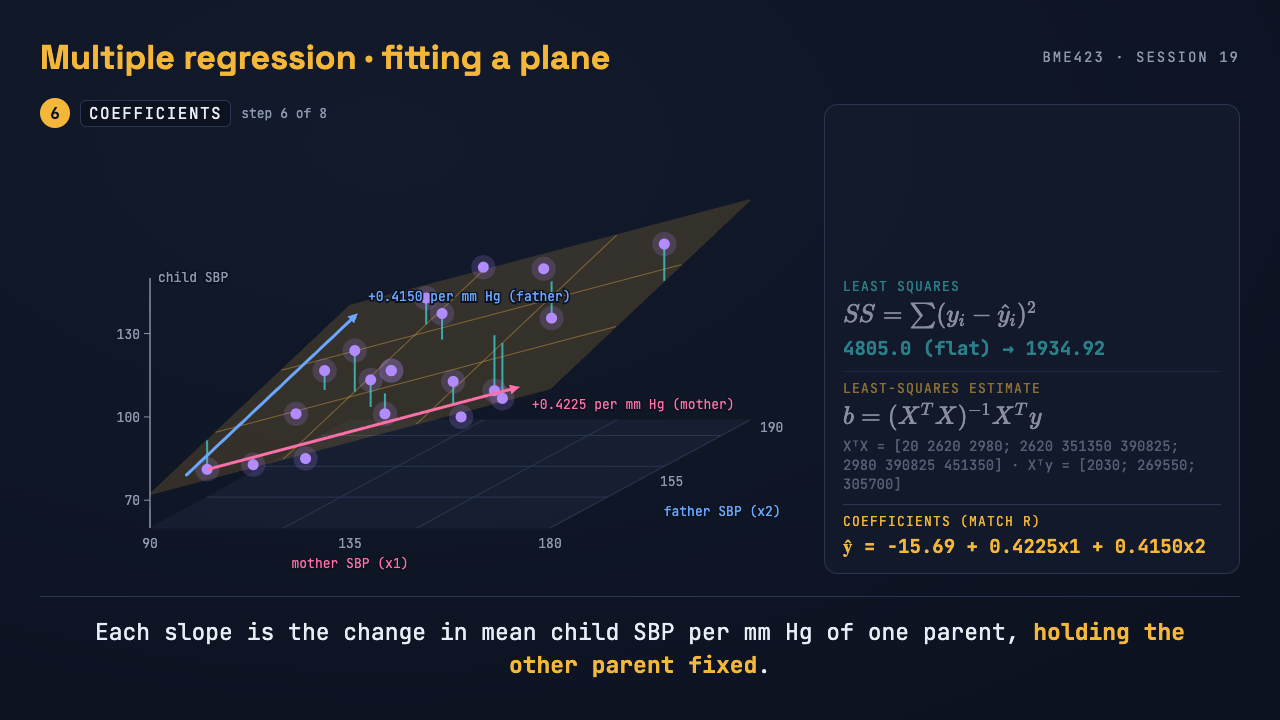 Multiple regression · fitting a plane
BME423 · SESSION 19
6 COEFFICIENTS step 6 of 8
child SBP
+0.4150 per mm Hg (father)
+0.4225 per mm Hg (mother)
130
100
70
90
135
180
190
155
father SBP (x2)
mother SBP (x1)
LEAST SQUARES
SS = ∑(yᵢ − ŷᵢ)²
4805.0 (flat) → 1934.92
LEAST-SQUARES ESTIMATE
b = (XᵀX)⁻¹Xᵀy
XᵀX = [20 2620 2980; 2620 351350 390825;
2980 390825 451350] · Xᵀy = [2030; 269550;
305700]
COEFFICIENTS (MATCH R)
ŷ = -15.69 + 0.4225x1 + 0.4150x2
Each slope is the change in mean child SBP per mm Hg of one parent, holding the
other parent fixed.